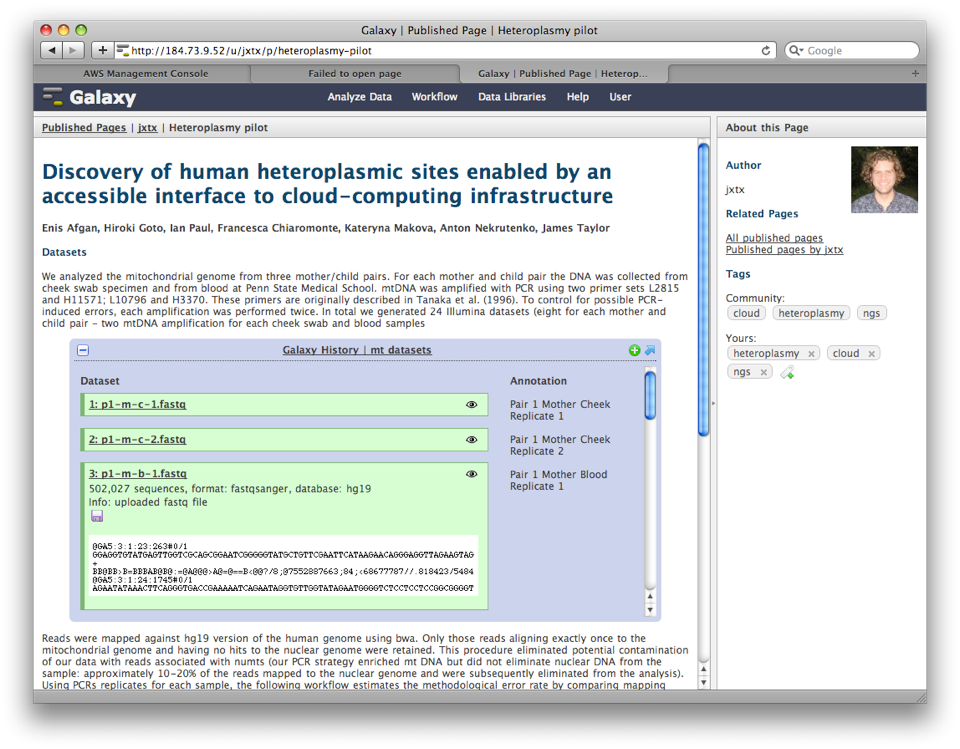 Galaxy | Published Page | Heteroplasmy pilot
http://184.73.9.52/u/jxtx/p/heteroplasmy-pilot
Google
AWS Management Console
Failed to open page
Galaxy | Published Page | Heterop...
Galaxy
Analyze Data Workflow Data Libraries Help User
Published Pages | jxtx | Heteroplasmy pilot
Discovery of human heteroplasmic sites enabled by an
accessible interface to cloud-computing infrastructure
Enis Afgan, Hiroki Goto, Ian Paul, Francesca Chiaromonte, Kateryna Makova, Anton Nekrutenko, James Taylor
Datasets
We analyzed the mitochondrial genome from three mother/child pairs. For each mother and child pair the DNA was collected from
cheek swab specimen and from blood at Penn State Medical School. mtDNA was amplified with PCR using two primer sets L2815
and H11571; L10796 and H3370. These primers are originally described in Tanaka et al. (1996). To control for possible PCR-
induced errors, each amplification was performed twice. In total we generated 24 Illumina datasets (eight for each mother and
child pair - two mtDNA amplification for each cheek swab and blood samples
Galaxy History | mt datasets
Dataset
Annotation
1: p1-m-c-1.fastq
Pair 1 Mother Cheek
Replicate 1
2: p1-m-c-2.fastq
Pair 1 Mother Cheek
Replicate 2
3: p1-m-b-1.fastq
Pair 1 Mother Blood
Replicate 1
502,027 sequences, format: fastqsanger, database: hg19
Info: uploaded fastq file
@GA5:3:1:23:263#0/1
GGAGGTGTATGAGTTGGTCGCAGCGGAATCGGGGGTATGCTGTTCGAATTCATAAGAACAGGGAGGTTAGAAGTAG
+
BB@BB>B=BBBAB@B@:=@A@@@>A@=@==B<@@?/8;@7552887663;84;<68677787//.818423/5484
@GA5:3:1:24:1745#0/1
AGAATATAAACTTCAGGGTGACCGAAAAATCAGAATAGGTGTTGGTATAGAATGGGGTCTCCTCCTCCGGCGGGGT
Reads were mapped against hg19 version of the human genome using bwa. Only those reads aligning exactly once to the
mitochondrial genome and having no hits to the nuclear genome were retained. This procedure eliminated potential contamination
of our data with reads associated with numts (our PCR strategy enriched mt DNA but did not eliminate nuclear DNA from the
sample: approximately 10-20% of the reads mapped to the nuclear genome and were subsequently eliminated from the analysis).
Using PCRs replicates for each sample, the following workflow estimates the methodological error rate by comparing mapping
About this Page
Author
jxtx
Related Pages
All published pages
Published pages by jxtx
Tags
Community:
cloud heteroplasmy ngs
Yours:
heteroplasmy x cloud x
ngs x